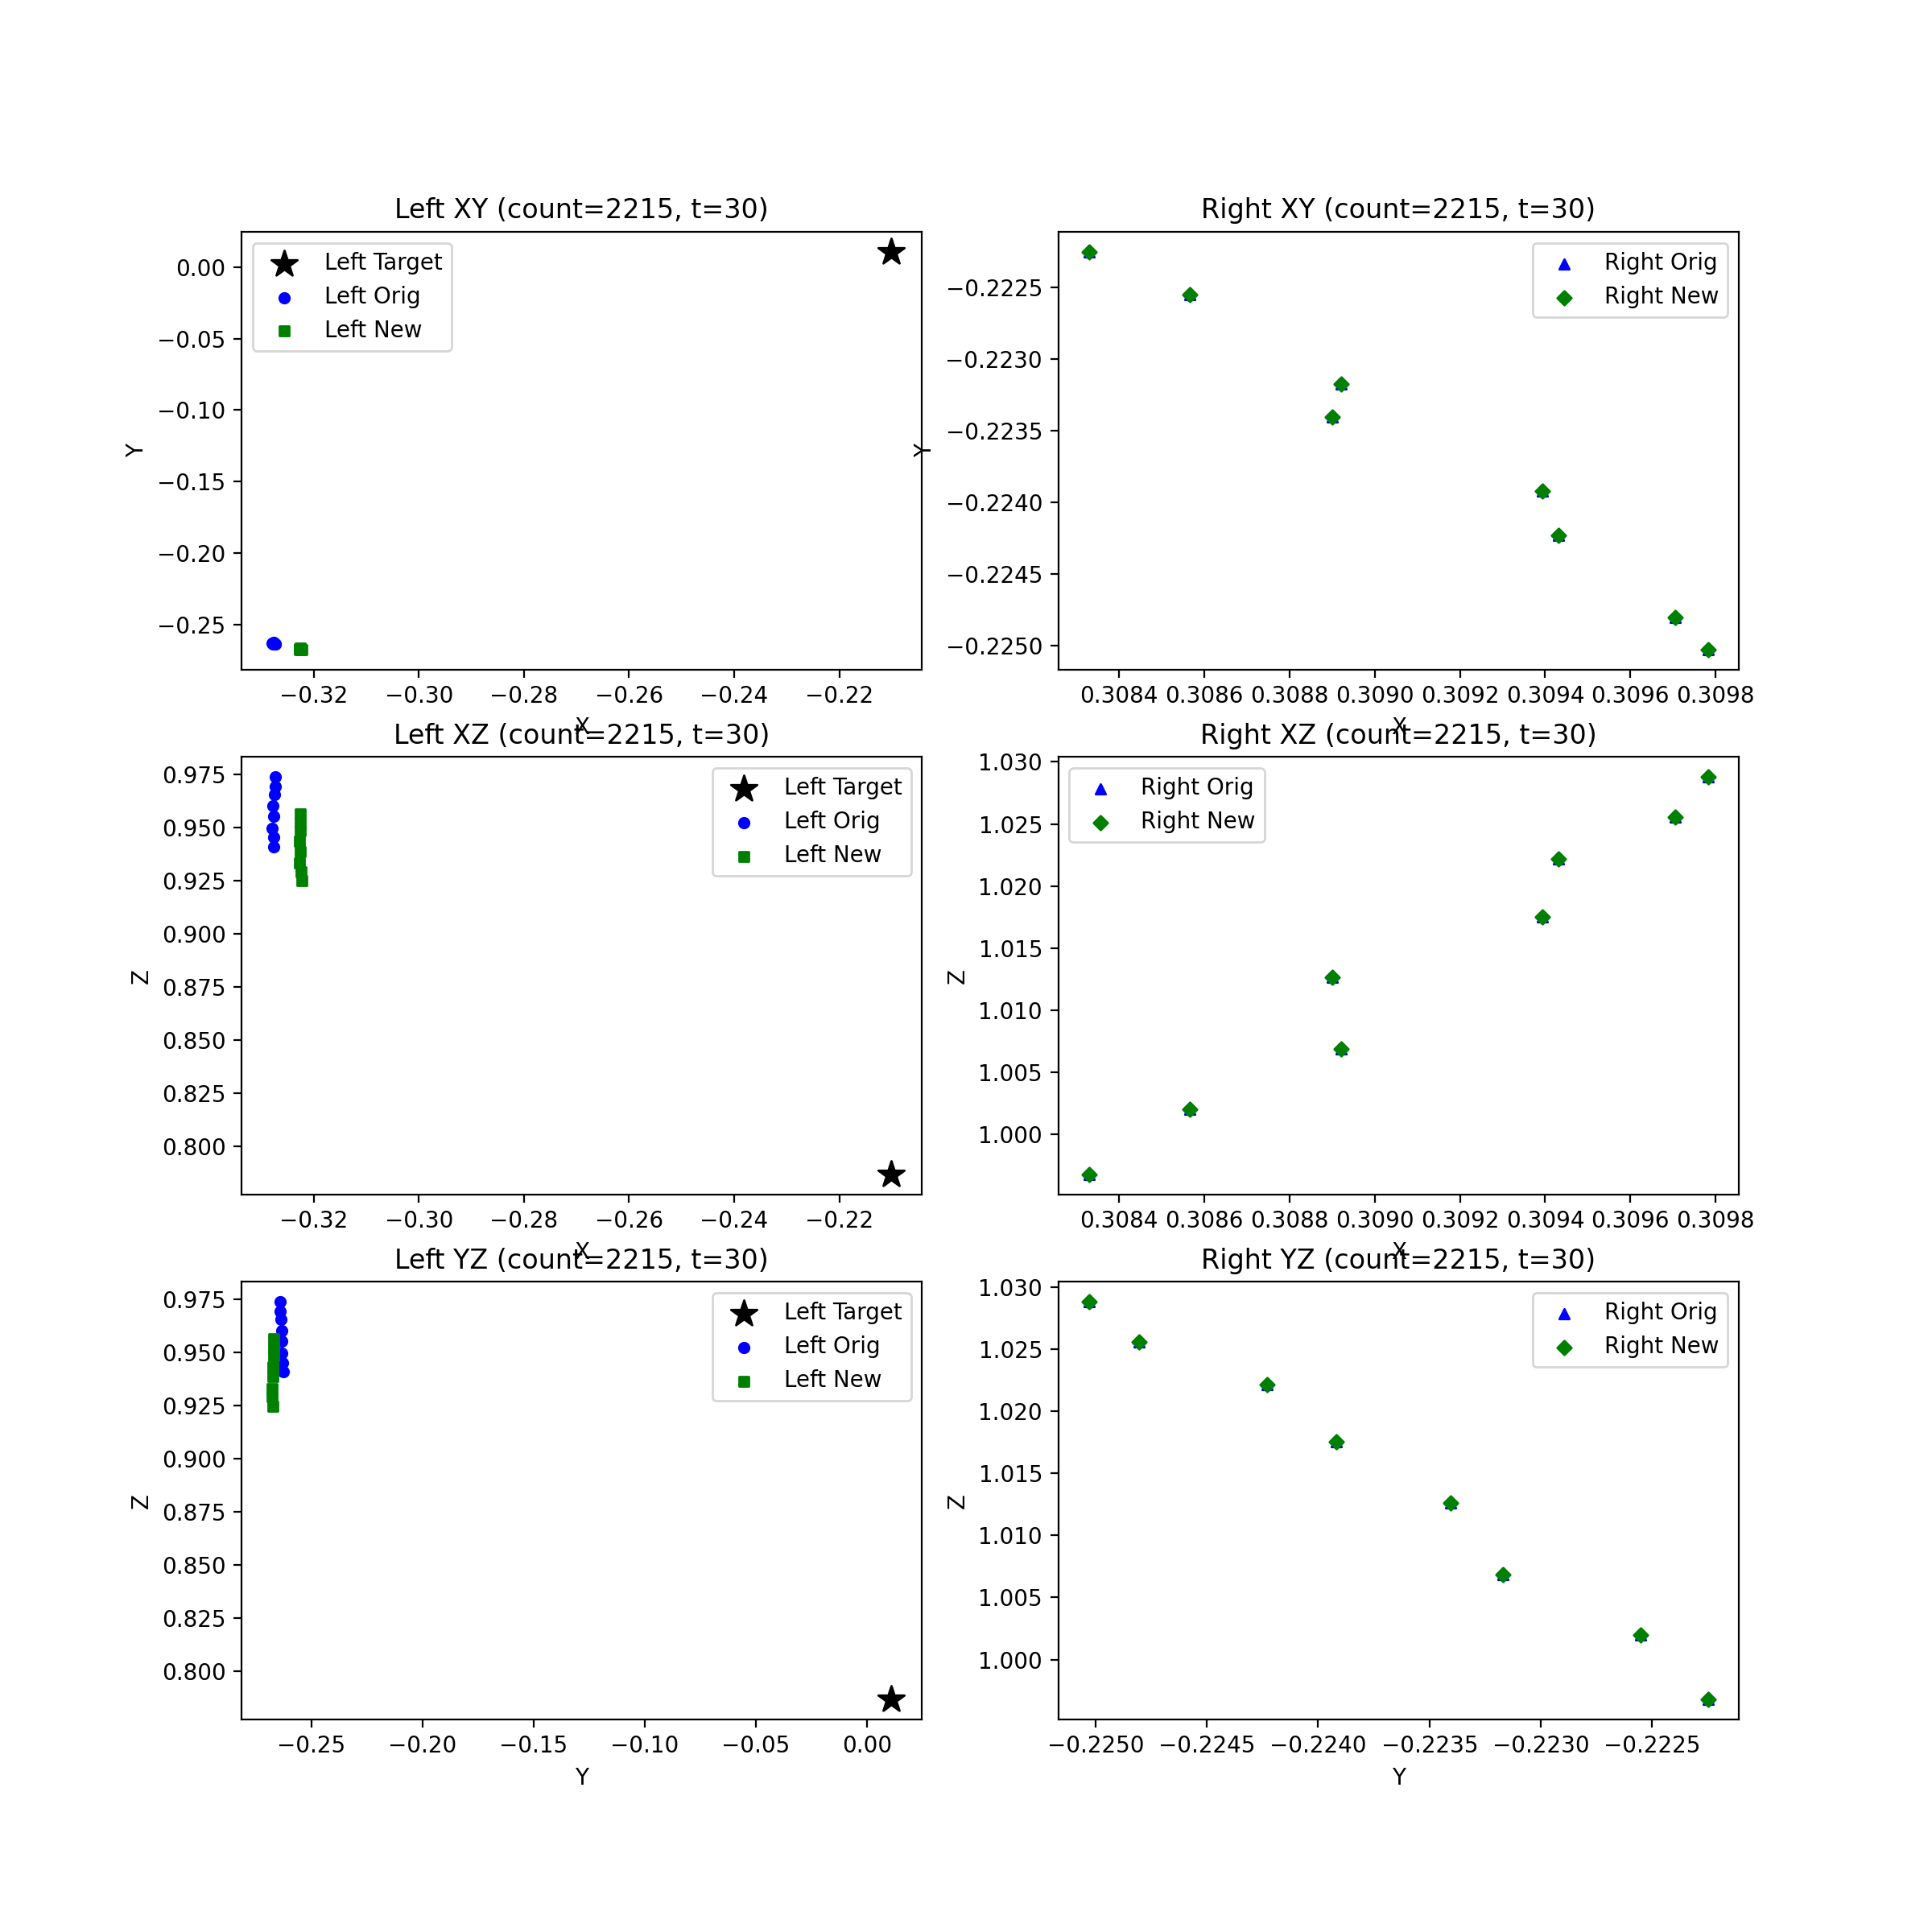 Left XY (count=2215, t=30)
Left Target
Left Orig
Left New
0.00
−0.05
−0.10
−0.15
−0.20
−0.25
Y
−0.32 −0.30 −0.28 −0.26 −0.24 −0.22
X
Right XY (count=2215, t=30)
Right Orig
Right New
−0.2225
−0.2230
−0.2235
−0.2240
−0.2245
−0.2250
Y
0.3084 0.3086 0.3088 0.3090 0.3092 0.3094 0.3096 0.3098
X
Left XZ (count=2215, t=30)
Left Target
Left Orig
Left New
0.975
0.950
0.925
0.900
0.875
0.850
0.825
0.800
Z
−0.32 −0.30 −0.28 −0.26 −0.24 −0.22
X
Right XZ (count=2215, t=30)
Right Orig
Right New
1.030
1.025
1.020
1.015
1.010
1.005
1.000
Z
0.3084 0.3086 0.3088 0.3090 0.3092 0.3094 0.3096 0.3098
X
Left YZ (count=2215, t=30)
Left Target
Left Orig
Left New
0.975
0.950
0.925
0.900
0.875
0.850
0.825
0.800
Z
−0.25 −0.20 −0.15 −0.10 −0.05 0.00
Y
Right YZ (count=2215, t=30)
Right Orig
Right New
1.030
1.025
1.020
1.015
1.010
1.005
1.000
Z
−0.2250 −0.2245 −0.2240 −0.2235 −0.2230 −0.2225
Y